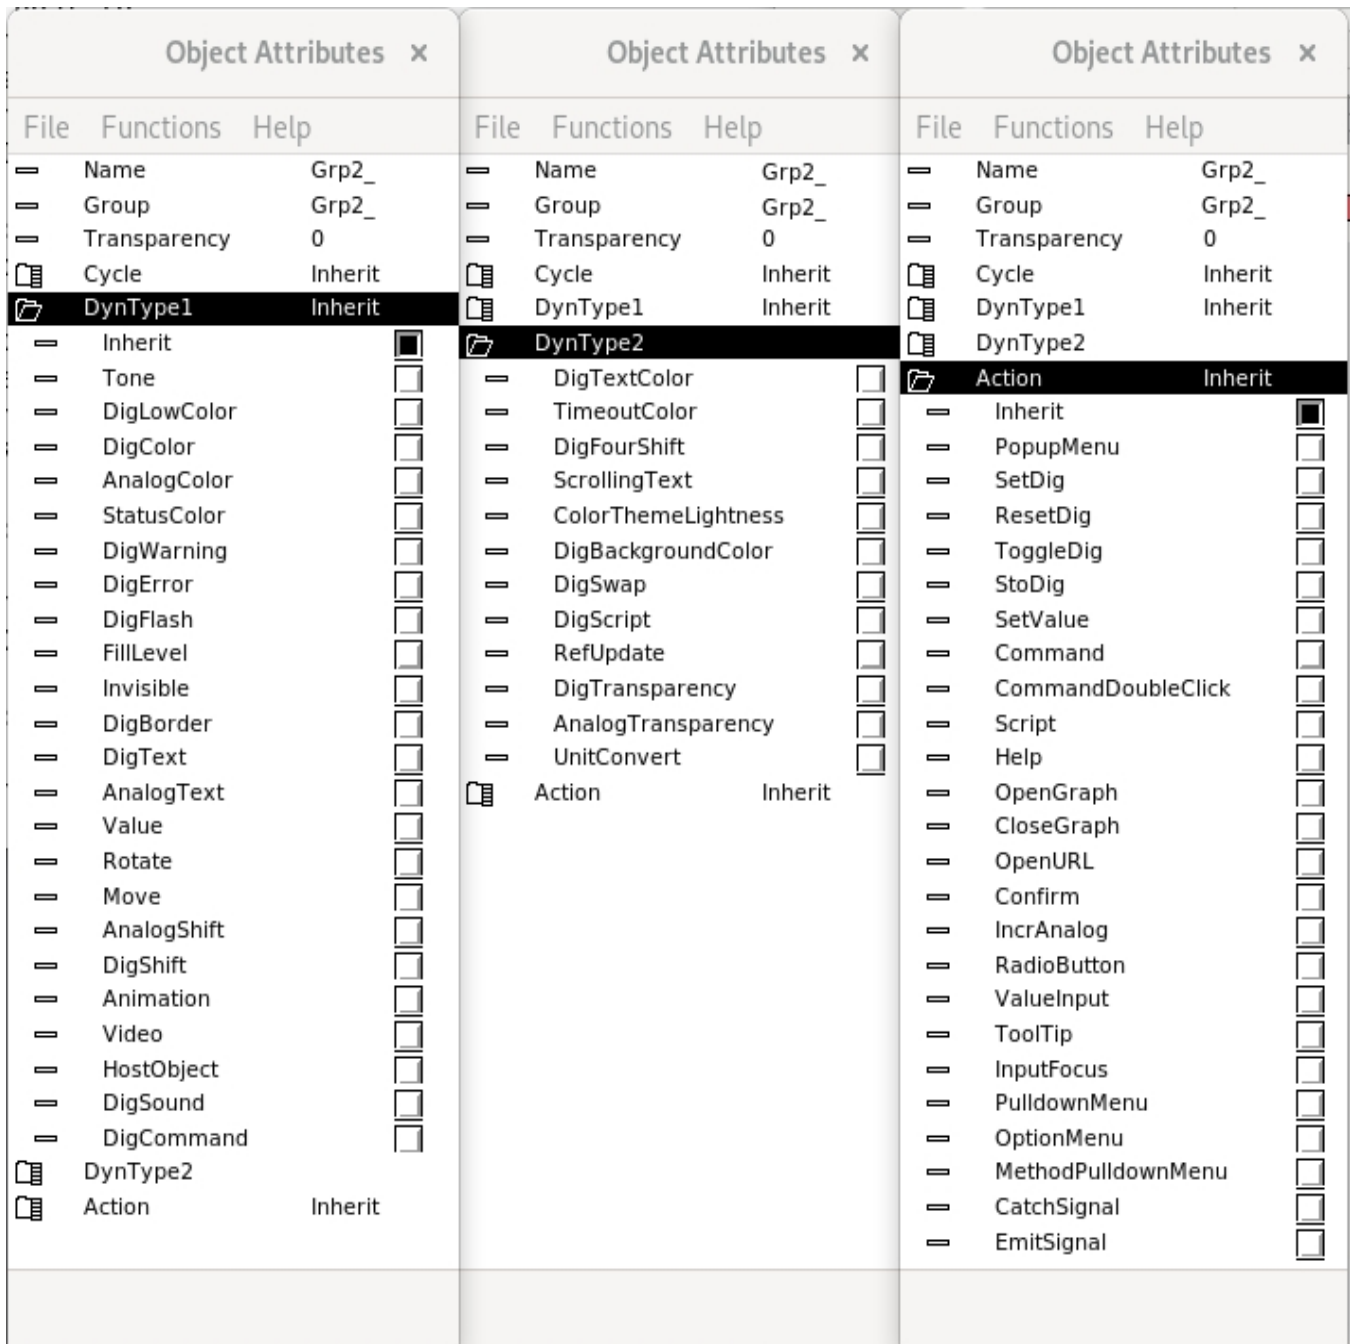 Object Attributes ×
File Functions Help
Name Grp2_
Group Grp2_
Transparency 0
Cycle Inherit
DynType1 Inherit
Inherit
Tone
DigLowColor
DigColor
AnalogColor
StatusColor
DigWarning
DigError
DigFlash
FillLevel
Invisible
DigBorder
DigText
AnalogText
Value
Rotate
Move
AnalogShift
DigShift
Animation
Video
HostObject
DigSound
DigCommand
DynType2
Action Inherit
Object Attributes ×
File Functions Help
Name Grp2_
Group Grp2_
Transparency 0
Cycle Inherit
DynType1 Inherit
DynType2
DigTextColor
TimeoutColor
DigFourShift
ScrollingText
ColorThemeLightness
DigBackgroundColor
DigSwap
DigScript
RefUpdate
DigTransparency
AnalogTransparency
UnitConvert
Action Inherit
Object Attributes ×
File Functions Help
Name Grp2_
Group Grp2_
Transparency 0
Cycle Inherit
DynType1 Inherit
DynType2
Action Inherit
Inherit
PopupMenu
SetDig
ResetDig
ToggleDig
StoDig
SetValue
Command
CommandDoubleClick
Script
Help
OpenGraph
CloseGraph
OpenURL
Confirm
IncrAnalog
RadioButton
ValueInput
ToolTip
InputFocus
PulldownMenu
OptionMenu
MethodPulldownMenu
CatchSignal
EmitSignal